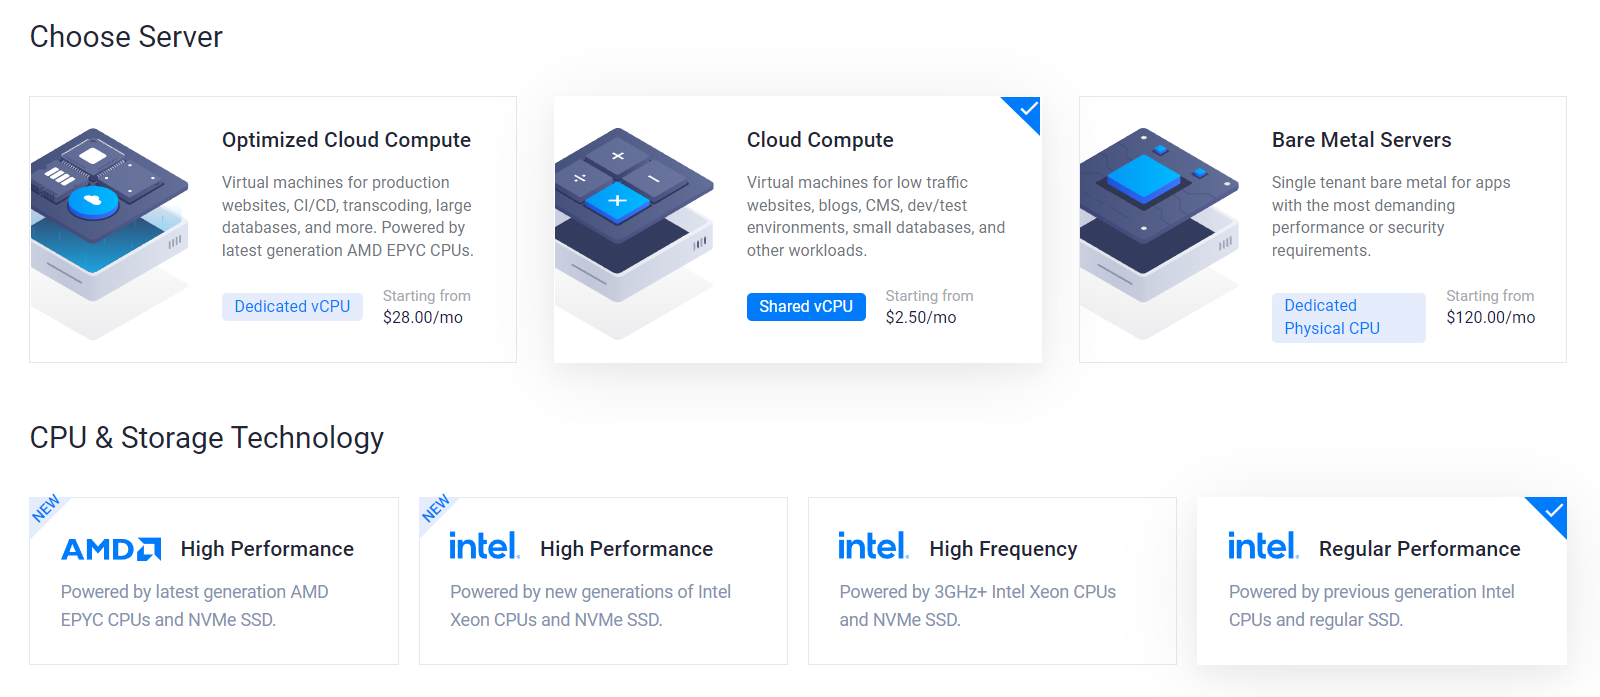 Choose Server
Optimized Cloud Compute
Virtual machines for production
websites, CI/CD, transcoding, large
databases, and more. Powered by
latest generation AMD EPYC CPUs.
Dedicated vCPU
Starting from
$28.00/mo
Cloud Compute
Virtual machines for low traffic
websites, blogs, CMS, dev/test
environments, small databases, and
other workloads.
Shared vCPU
Starting from
$2.50/mo
Bare Metal Servers
Single tenant bare metal for apps
with the most demanding
performance or security
requirements.
Dedicated
Physical CPU
Starting from
$120.00/mo
CPU & Storage Technology
NEW
AMD High Performance
Powered by latest generation AMD
EPYC CPUs and NVMe SSD.
NEW
intel. High Performance
Powered by new generations of Intel
Xeon CPUs and NVMe SSD.
intel. High Frequency
Powered by 3GHz+ Intel Xeon CPUs
and NVMe SSD.
intel. Regular Performance
Powered by previous generation Intel
CPUs and regular SSD.